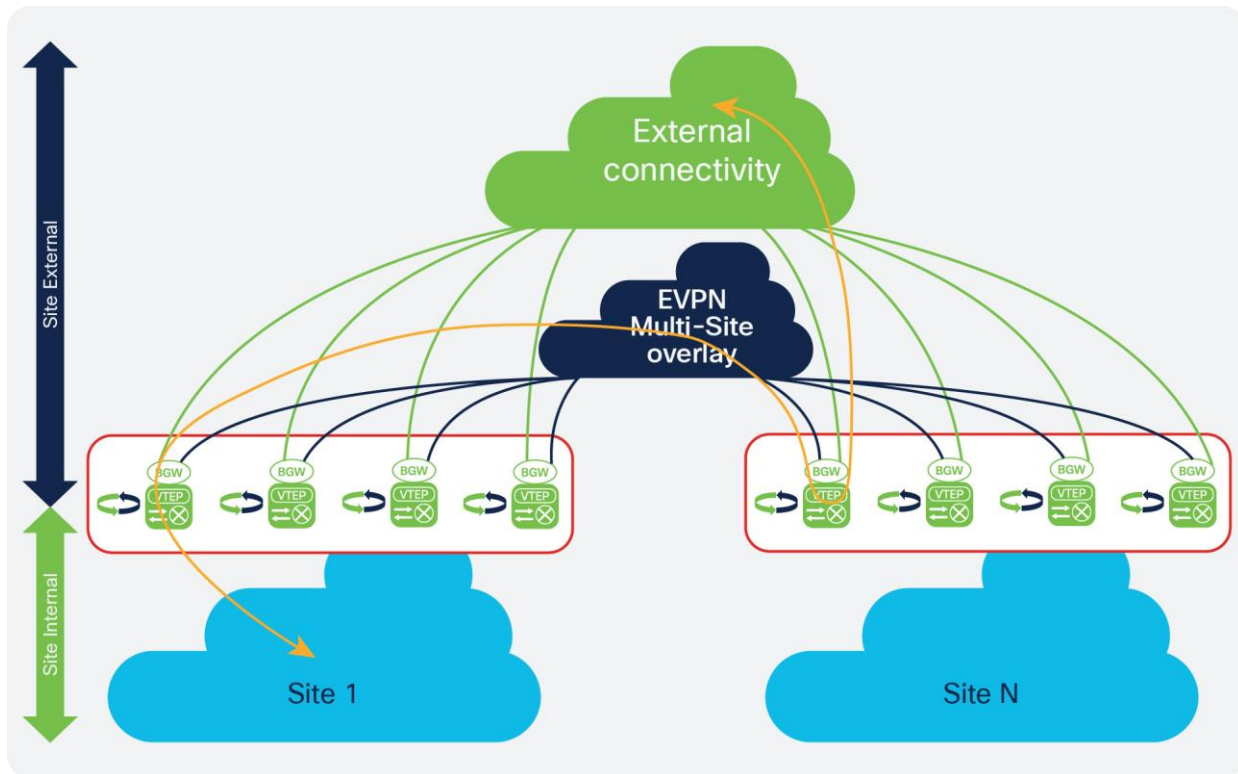 External
connectivity
Site External
EVPN
Multi-Site
overlay
BGW
BGW
BGW
BGW
BGW
BGW
BGW
BGW
VTEP
VTEP
VTEP
VTEP
VTEP
VTEP
VTEP
VTEP
Site Internal
Site 1
Site N